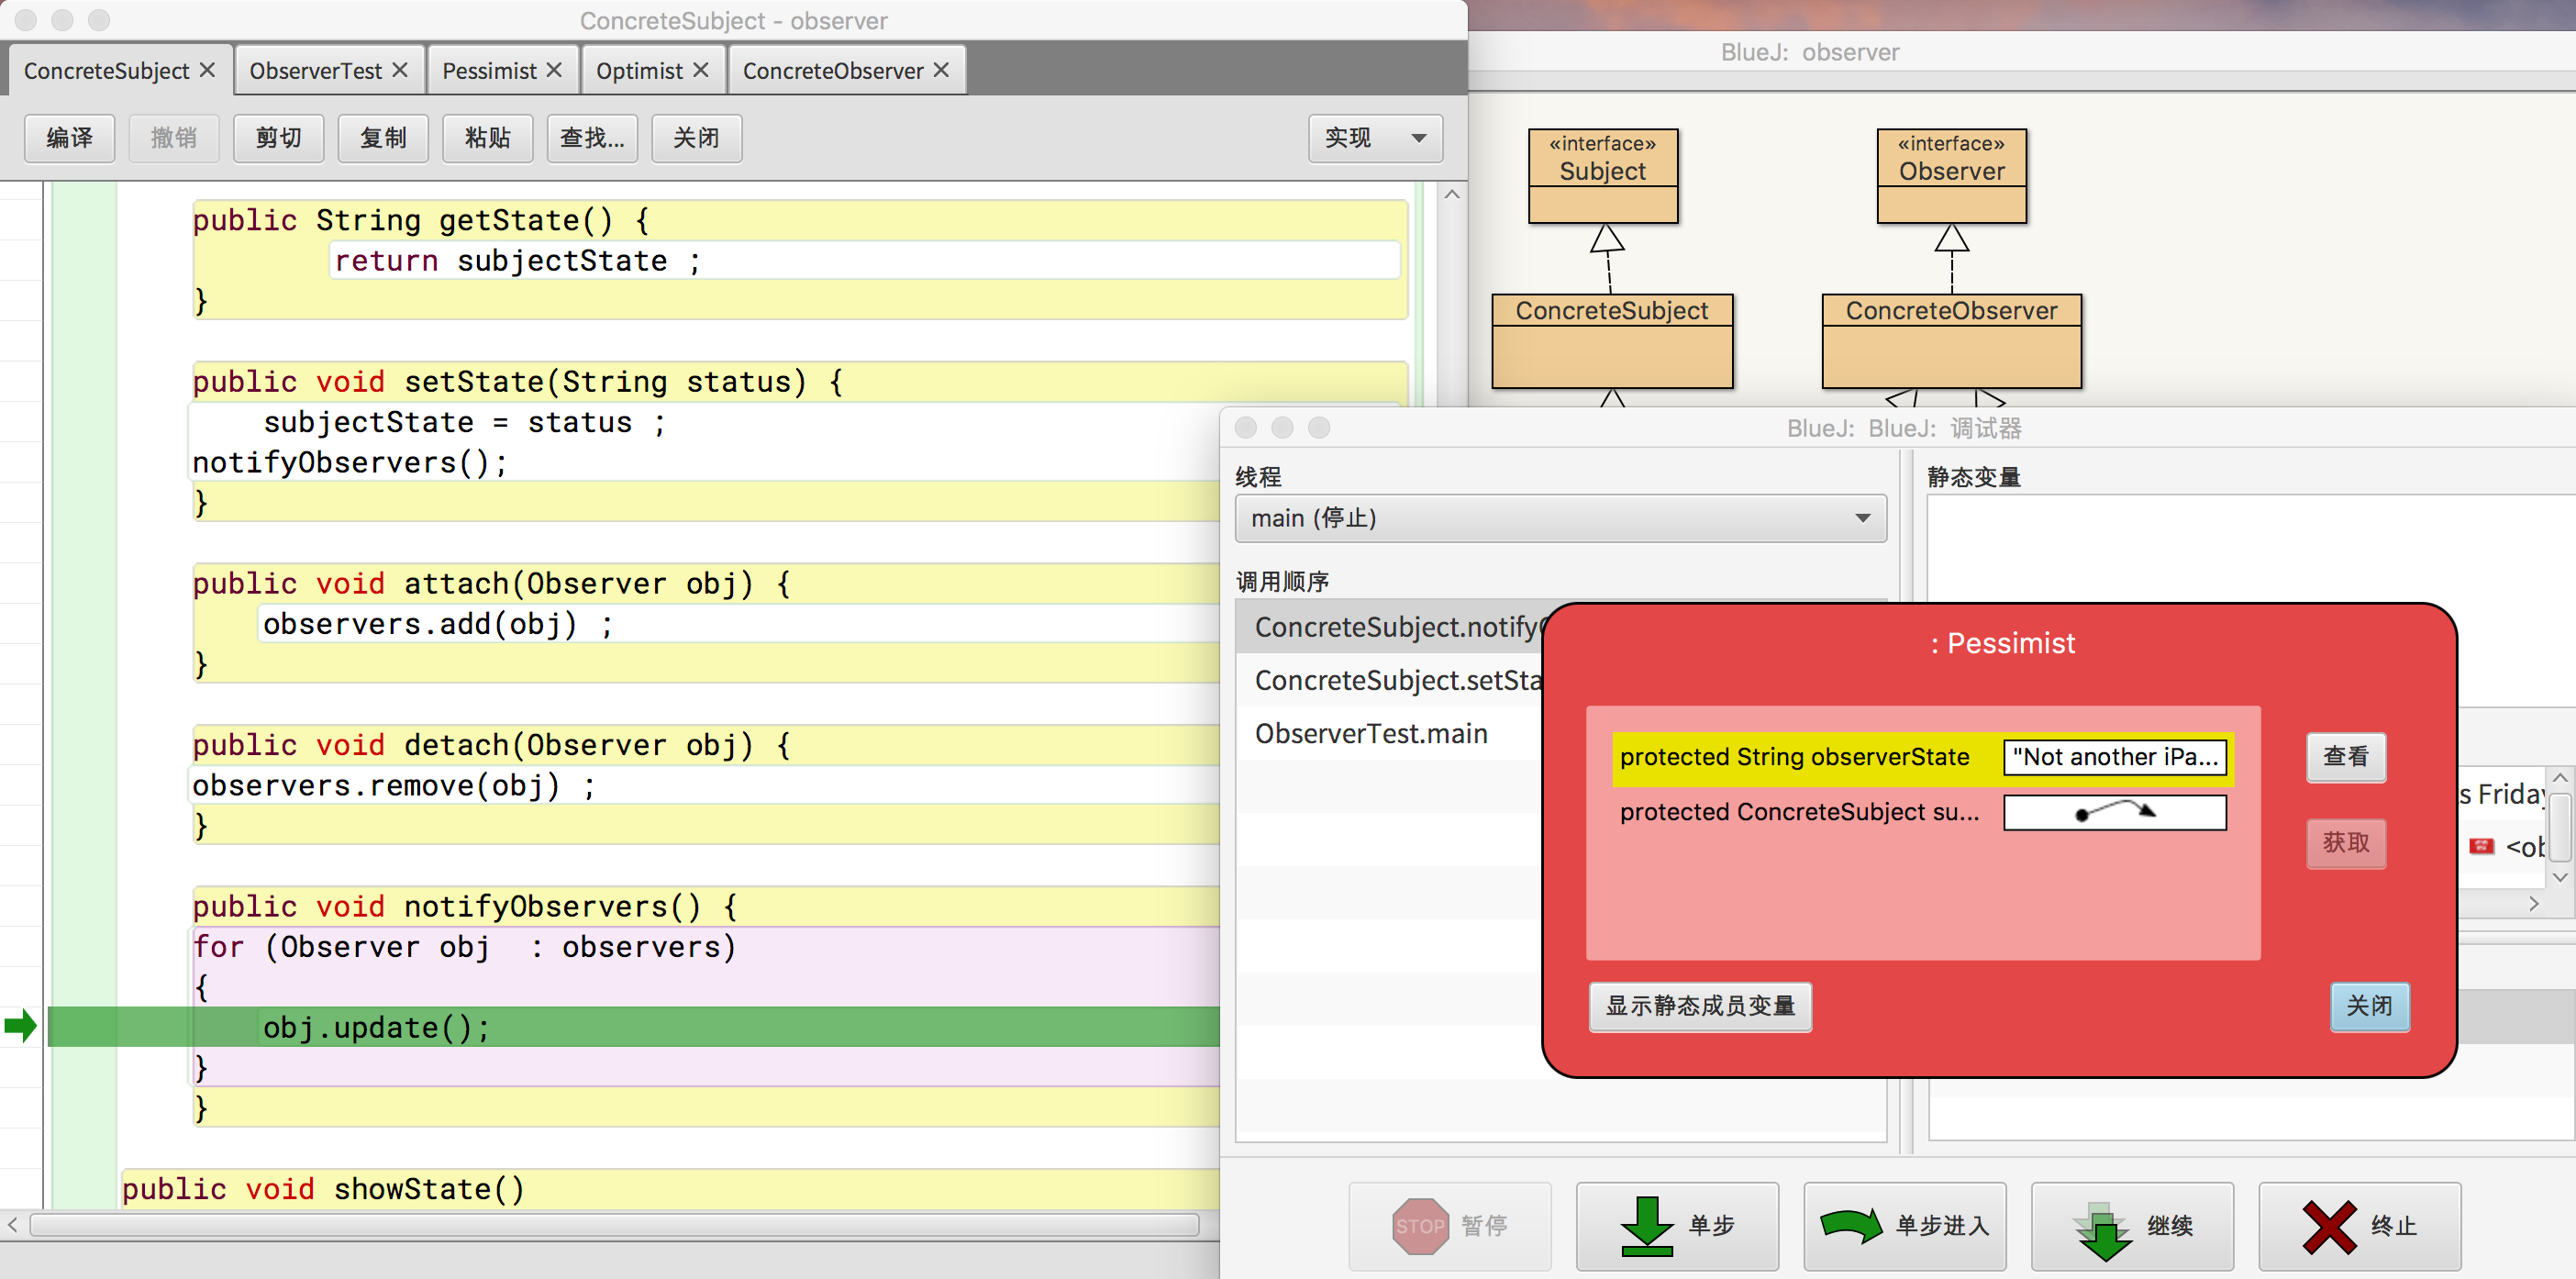 ConcreteSubject - observer
ConcreteSubject ObserverTest Pessimist Optimist ConcreteObserver
编译 撤销 剪切 复制 粘贴 查找... 关闭 实现
public String getState() {
return subjectState ;
}
public void setState(String status) {
subjectState = status ;
notifyObservers();
}
public void attach(Observer obj) {
observers.add(obj) ;
}
public void detach(Observer obj) {
observers.remove(obj) ;
}
public void notifyObservers() {
for (Observer obj  : observers)
{
obj.update();
}
}
public void showState()
BlueJ: observer
«interface»
Subject
«interface»
Observer
ConcreteSubject
ConcreteObserver
BlueJ: BlueJ: 调试器
线程
main (停止)
调用顺序
ConcreteSubject.notify
ConcreteSubject.setSta
ObserverTest.main
静态变量
s Friday
<ob
: Pessimist
protected String observerState "Not another iPa...
protected ConcreteSubject su...
查看
获取
显示静态成员变量
关闭
STOP 暂停
单步
单步进入
继续
终止